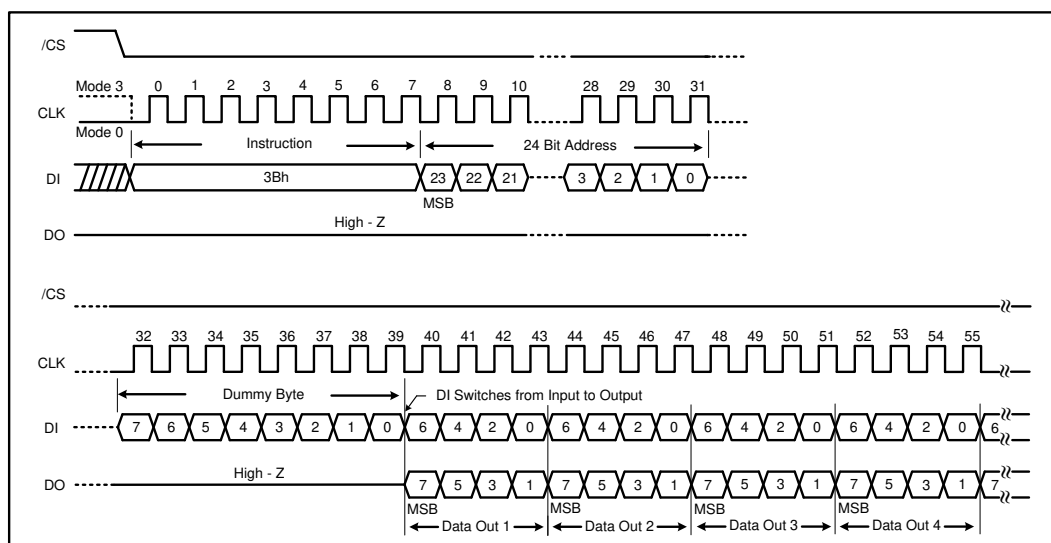 /CS
Mode 3 0 1 2 3 4 5 6 7 8 9 10 28 29 30 31
CLK
Mode 0
Instruction 24 Bit Address
DI 3Bh 23 22 21 3 2 1 0
MSB
High - Z
DO
/CS
32 33 34 35 36 37 38 39 40 41 42 43 44 45 46 47 48 49 50 51 52 53 54 55
CLK
Dummy Byte DI Switches from Input to Output
DI 7 6 5 4 3 2 1 0 6 4 2 0 6 4 2 0 6 4 2 0 6 4 2 0 6
High - Z
DO 7 5 3 1 7 5 3 1 7 5 3 1 7 5 3 1 7
MSB MSB MSB MSB
Data Out 1 Data Out 2 Data Out 3 Data Out 4